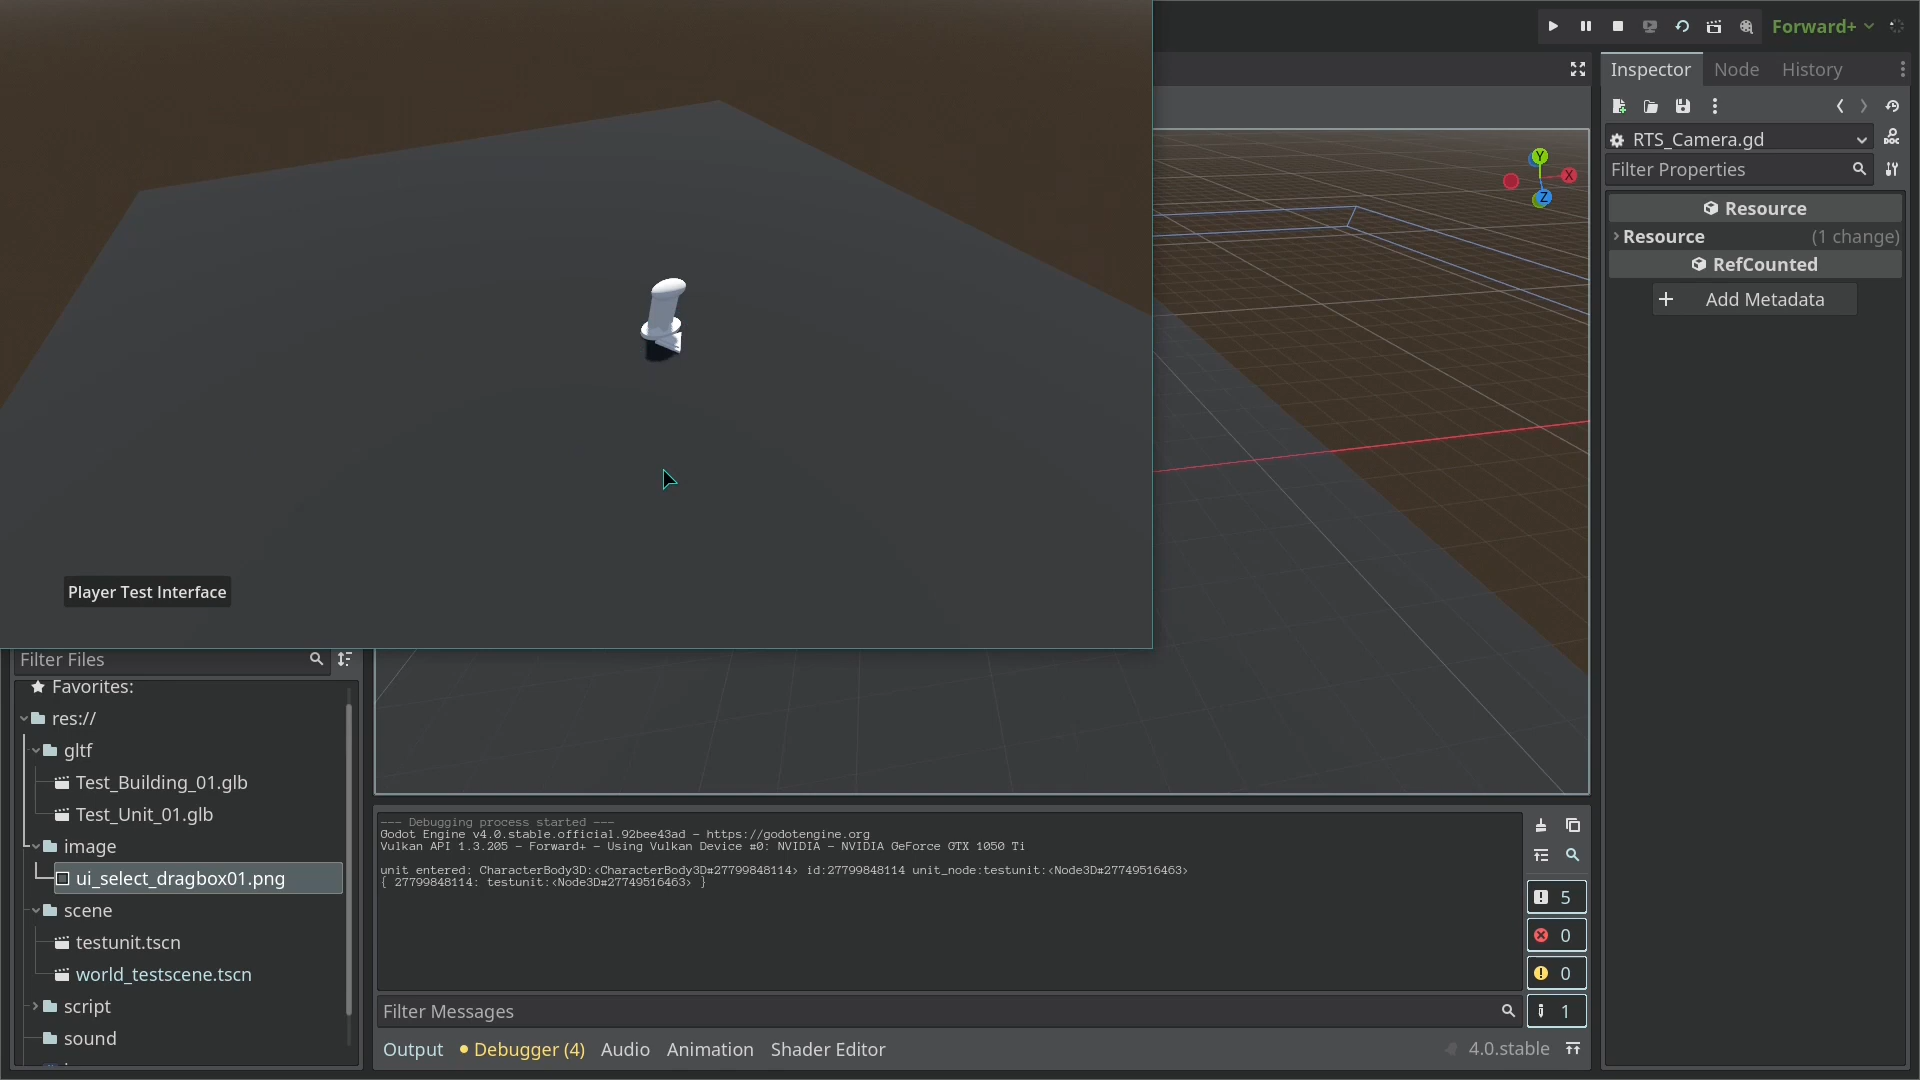 Forward+
Inspector
Node
History
RTS_Camera.gd
DOC
Filter Properties
Y
X
Z
Resource
Resource (1 change)
RefCounted
Add Metadata
Player Test Interface
Filter Files
Favorites:
res://
gltf
Test_Building_01.glb
Test_Unit_01.glb
image
ui_select_dragbox01.png
scene
testunit.tscn
world_testscene.tscn
script
sound
--- Debugging process started ---
Godot Engine v4.0.stable.official.92bee43ad - https://godotengine.org
Vulkan API 1.3.205 - Forward+ - Using Vulkan Device #0: NVIDIA - NVIDIA GeForce GTX 1050 Ti
unit entered: CharacterBody3D:<CharacterBody3D#27799848114> id:27799848114 unit_node:testunit:<Node3D#27749516463>
{ 27799848114: testunit:<Node3D#27749516463> }
5
0
0
1
Filter Messages
Output
Debugger (4)
Audio
Animation
Shader Editor
4.0.stable